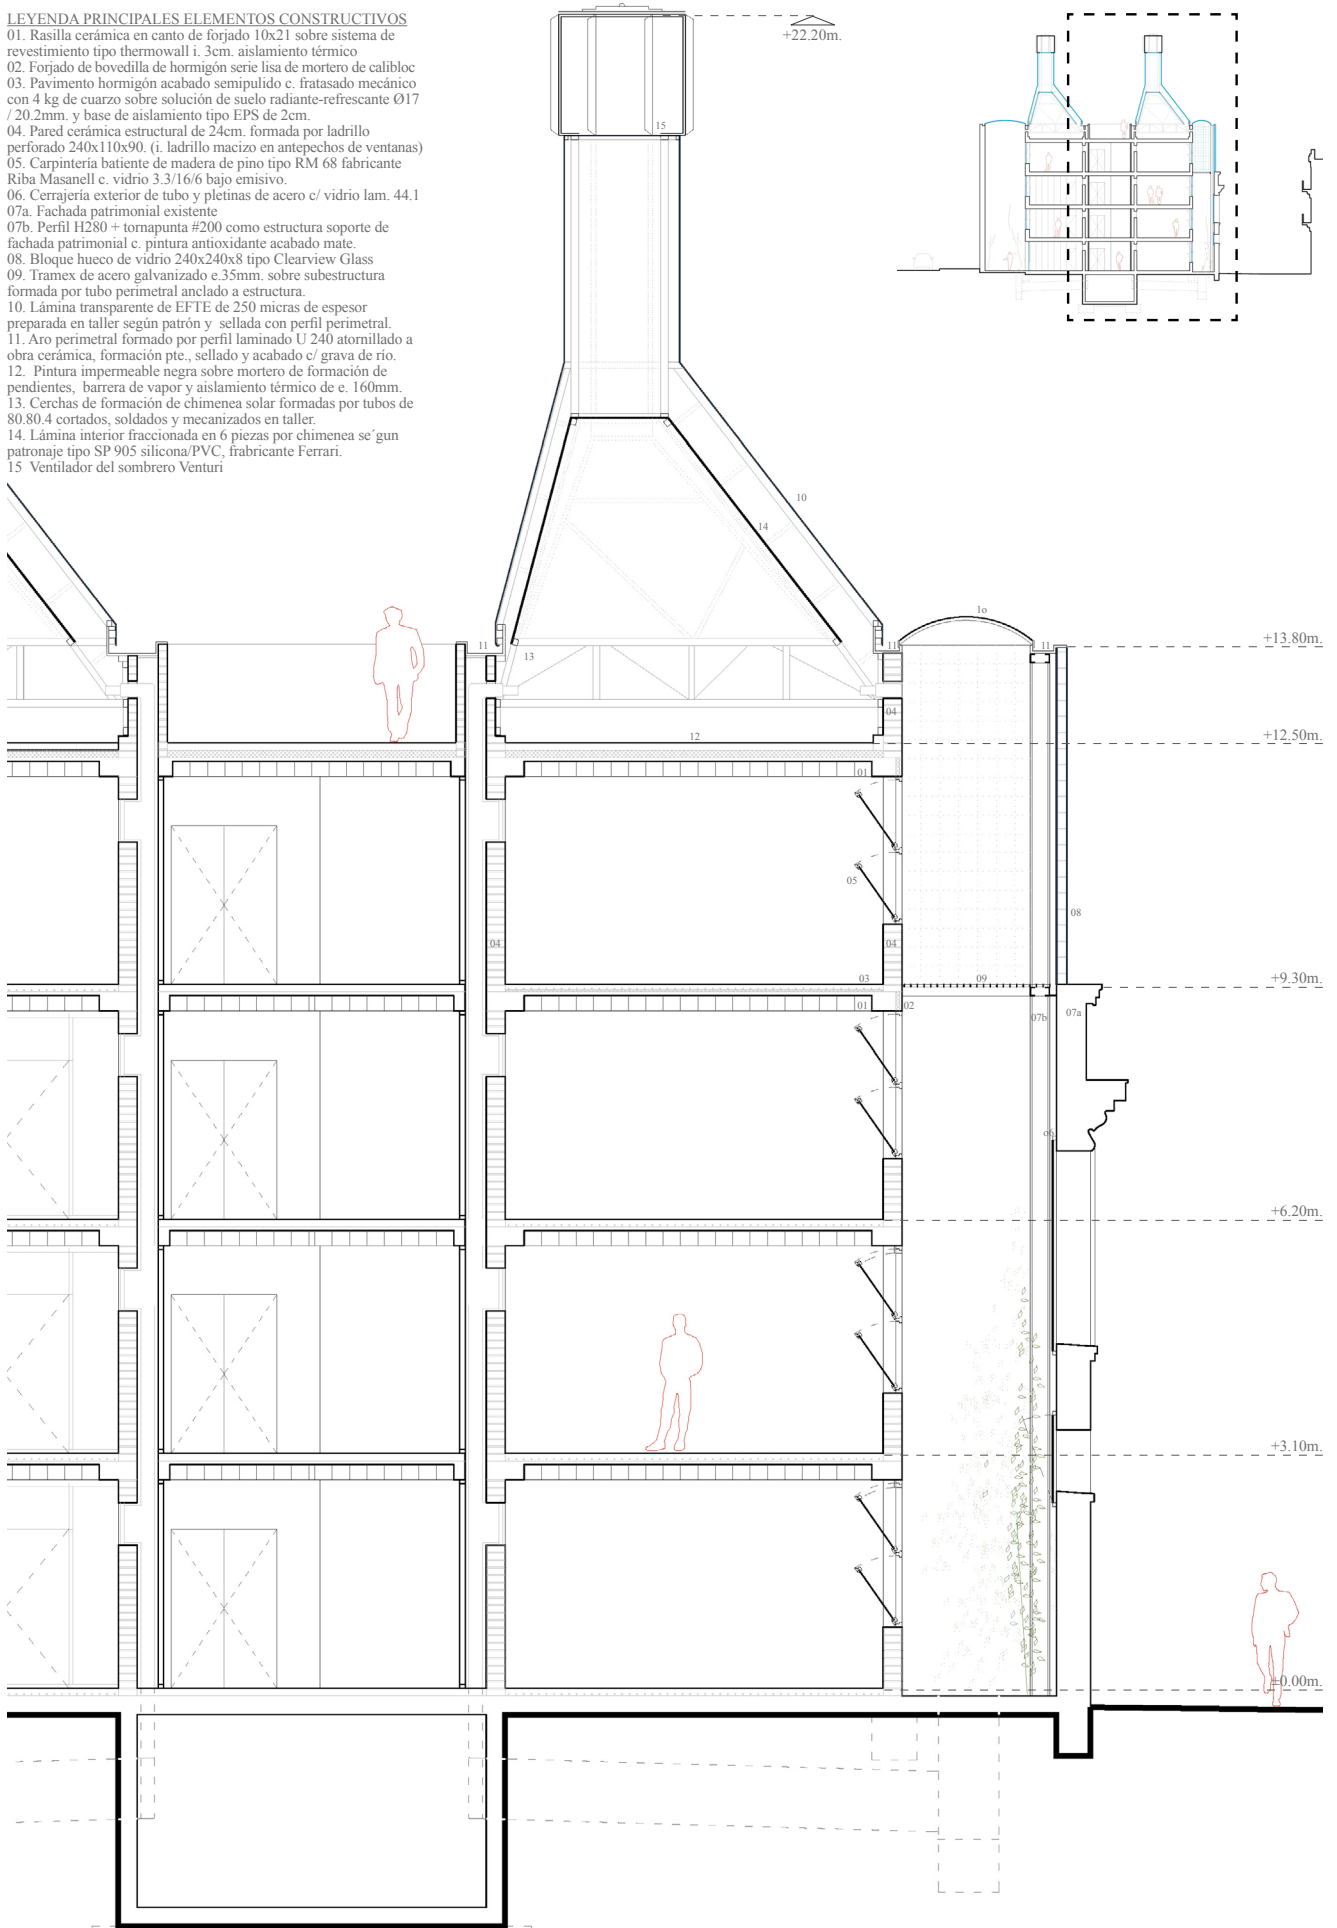 LEYENDA PRINCIPALES ELEMENTOS CONSTRUCTIVOS
01. Rasilla cerámica en canto de forjado 10x21 sobre sistema de
revestimiento tipo thermowall i. 3cm. aislamiento térmico
02. Forjado de bovedilla de hormigón serie lisa de mortero de calibloc
03. Pavimento hormigón acabado semipulido c. fratasado mecánico
con 4 kg de cuarzo sobre solución de suelo radiante-refrescante Ø17
/ 20.2mm. y base de aislamiento tipo EPS de 2cm.
04. Pared cerámica estructural de 24cm. formada por ladrillo
perforado 240x110x90. (i. ladrillo macizo en antepechos de ventanas)
05. Carpintería batiente de madera de pino tipo RM 68 fabricante
Riba Masanell c. vidrio 3.3/16/6 bajo emisivo.
06. Cerrajería exterior de tubo y pletinas de acero c/ vidrio lam. 44.1
07a. Fachada patrimonial existente
07b. Perfil H280 + tornapunta #200 como estructura soporte de
fachada patrimonial c. pintura antioxidante acabado mate.
08. Bloque hueco de vidrio 240x240x8 tipo Clearview Glass
09. Tramex de acero galvanizado e.35mm. sobre subestructura
formada por tubo perimetral anclado a estructura.
10. Lámina transparente de EFTE de 250 micras de espesor
preparada en taller según patrón y sellada con perfil perimetral.
11. Aro perimetral formado por perfil laminado U 240 atornillado a
obra cerámica, formación pte., sellado y acabado c/ grava de río.
12. Pintura impermeable negra sobre mortero de formación de
pendientes, barrera de vapor y aislamiento térmico de e. 160mm.
13. Cerchas de formación de chimenea solar formadas por tubos de
80.80.4 cortados, soldados y mecanizados en taller.
14. Lámina interior fraccionada en 6 piezas por chimenea se´gun
patronaje tipo SP 905 silicona/PVC, frabricante Ferrari.
15 Ventilador del sombrero Venturi
+22.20m.
15
10
14
1o
11
13
11
11
+13.80m.
04
12
+12.50m.
01
05
04
04
08
03
09
+9.30m.
01
02
07b
07a
o6
+6.20m.
+3.10m.
±0.00m.